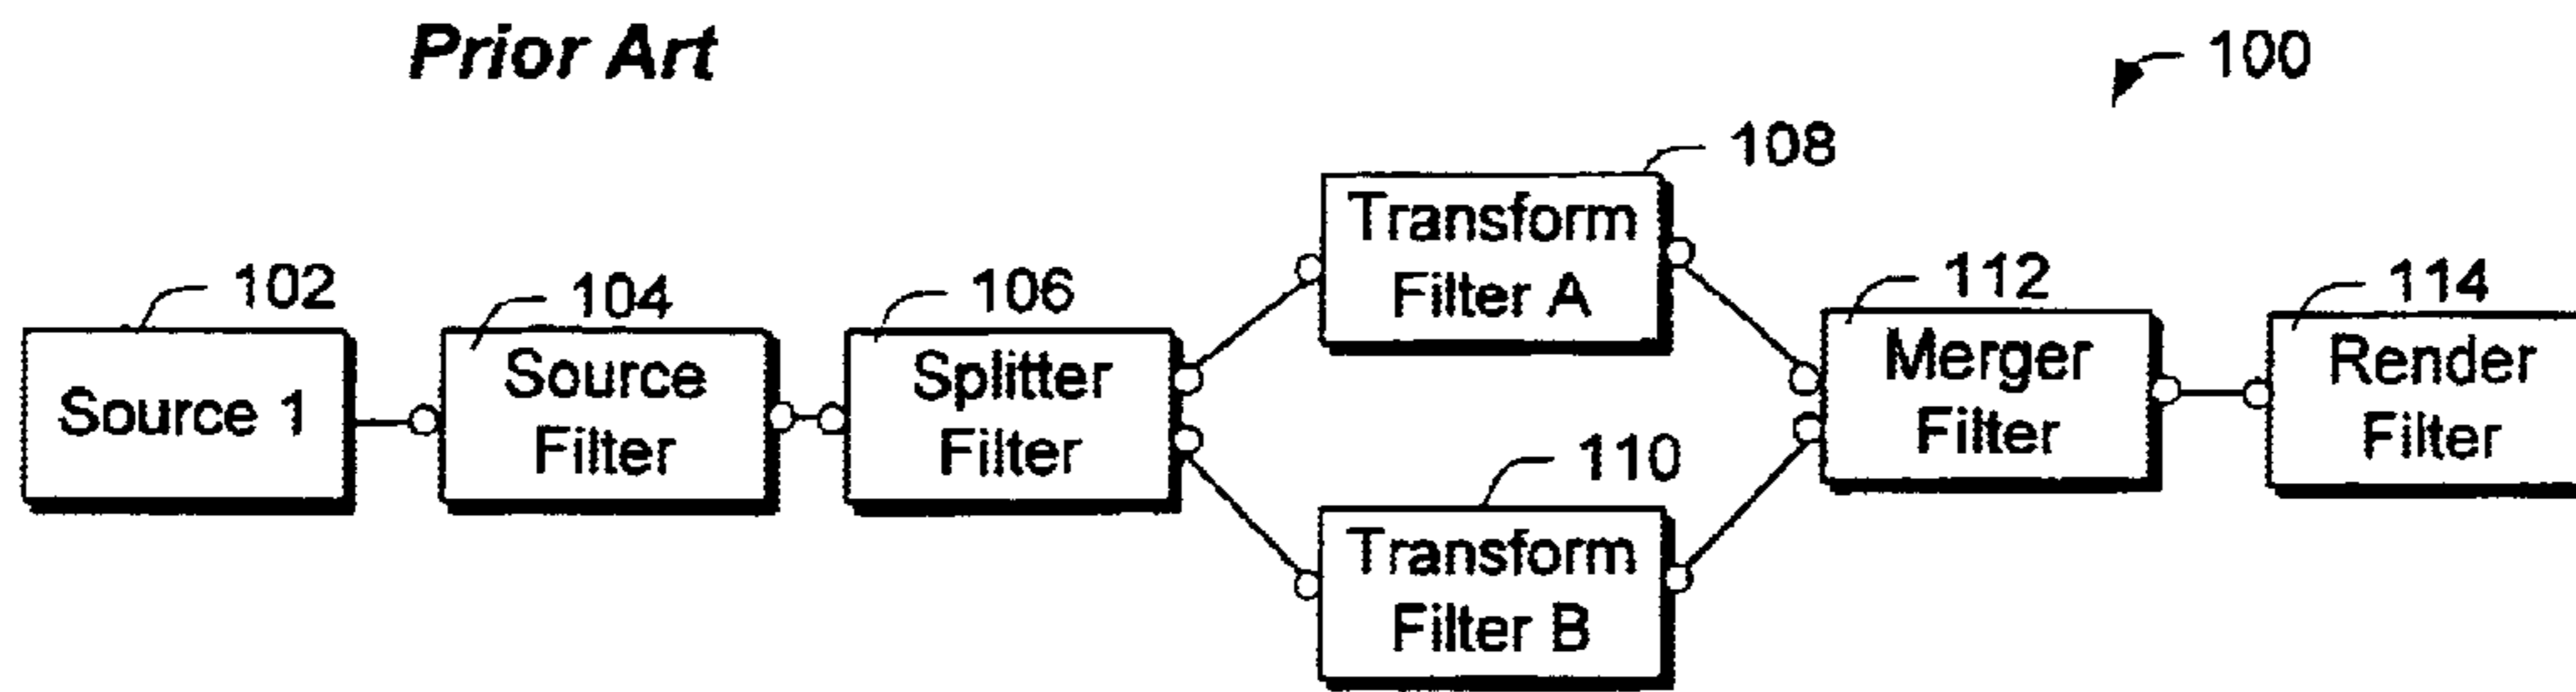 Prior Art
100
102
Source 1
104
Source
Filter
106
Splitter
Filter
108
Transform
Filter A
110
Transform
Filter B
112
Merger
Filter
114
Render
Filter